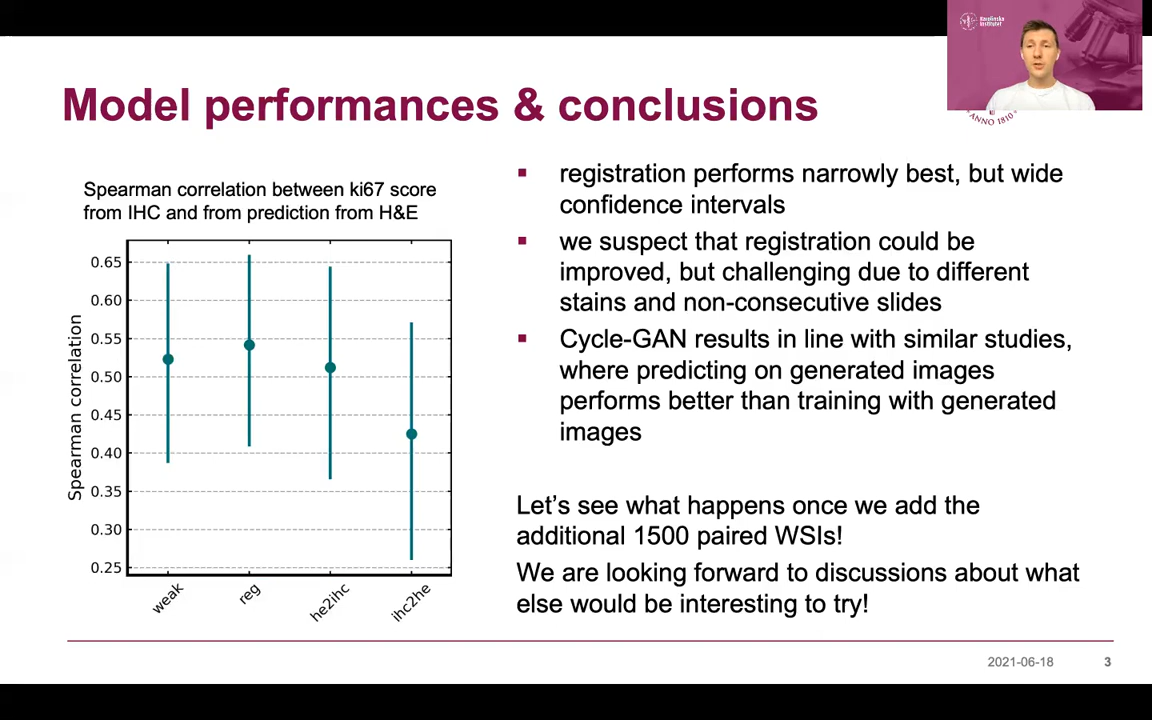 Karolinska
Institutet
ANNO 1810
Model performances & conclusions
Spearman correlation between ki67 score
from IHC and from prediction from H&E
Spearman correlation
0.65
0.60
0.55
0.50
0.45
0.40
0.35
0.30
0.25
weak
reg
he2ihc
ihc2he
▪ registration performs narrowly best, but wide
confidence intervals
▪ we suspect that registration could be
improved, but challenging due to different
stains and non-consecutive slides
▪ Cycle-GAN results in line with similar studies,
where predicting on generated images
performs better than training with generated
images
Let’s see what happens once we add the
additional 1500 paired WSIs!
We are looking forward to discussions about what
else would be interesting to try!
2021-06-18
3